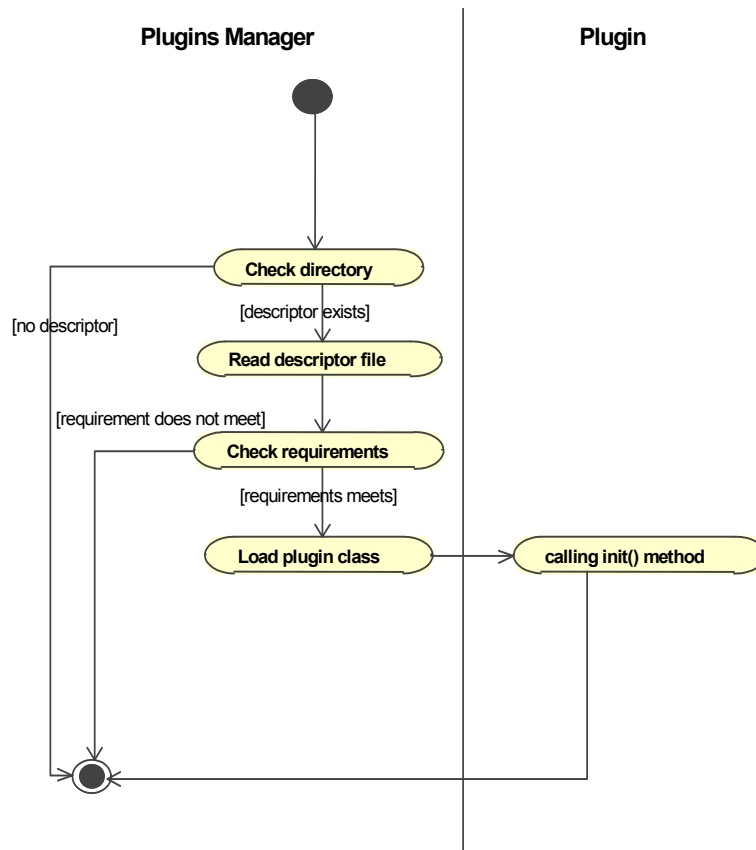 Plugins Manager
Plugin
Check directory
[descriptor exists]
[no descriptor]
Read descriptor file
[requirement does not meet]
Check requirements
[requirements meets]
Load plugin class
calling init() method